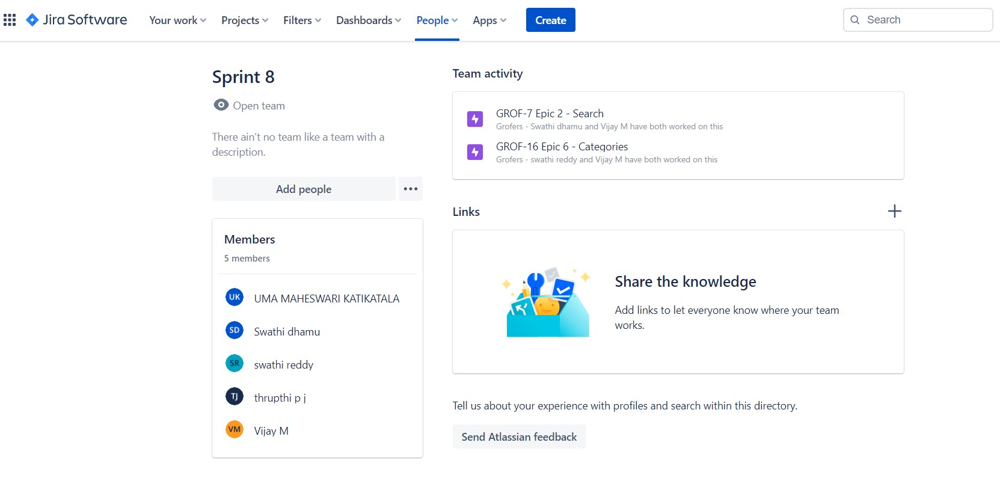 Jira Software
Your work
Projects
Filters
Dashboards
People
Apps
Create
Search
Sprint 8
Open team
There ain't no team like a team with a
description.
Add people
Members
5 members
UK UMA MAHESWARI KATIKATALA
SD Swathi dhamu
SR swathi reddy
TJ thrupthi p j
VM Vijay M
Team activity
GROF-7 Epic 2 - Search
Grofers · Swathi dhamu and Vijay M have both worked on this
GROF-16 Epic 6 - Categories
Grofers · swathi reddy and Vijay M have both worked on this
Links
Share the knowledge
Add links to let everyone know where your team
works.
Tell us about your experience with profiles and search within this directory.
Send Atlassian feedback